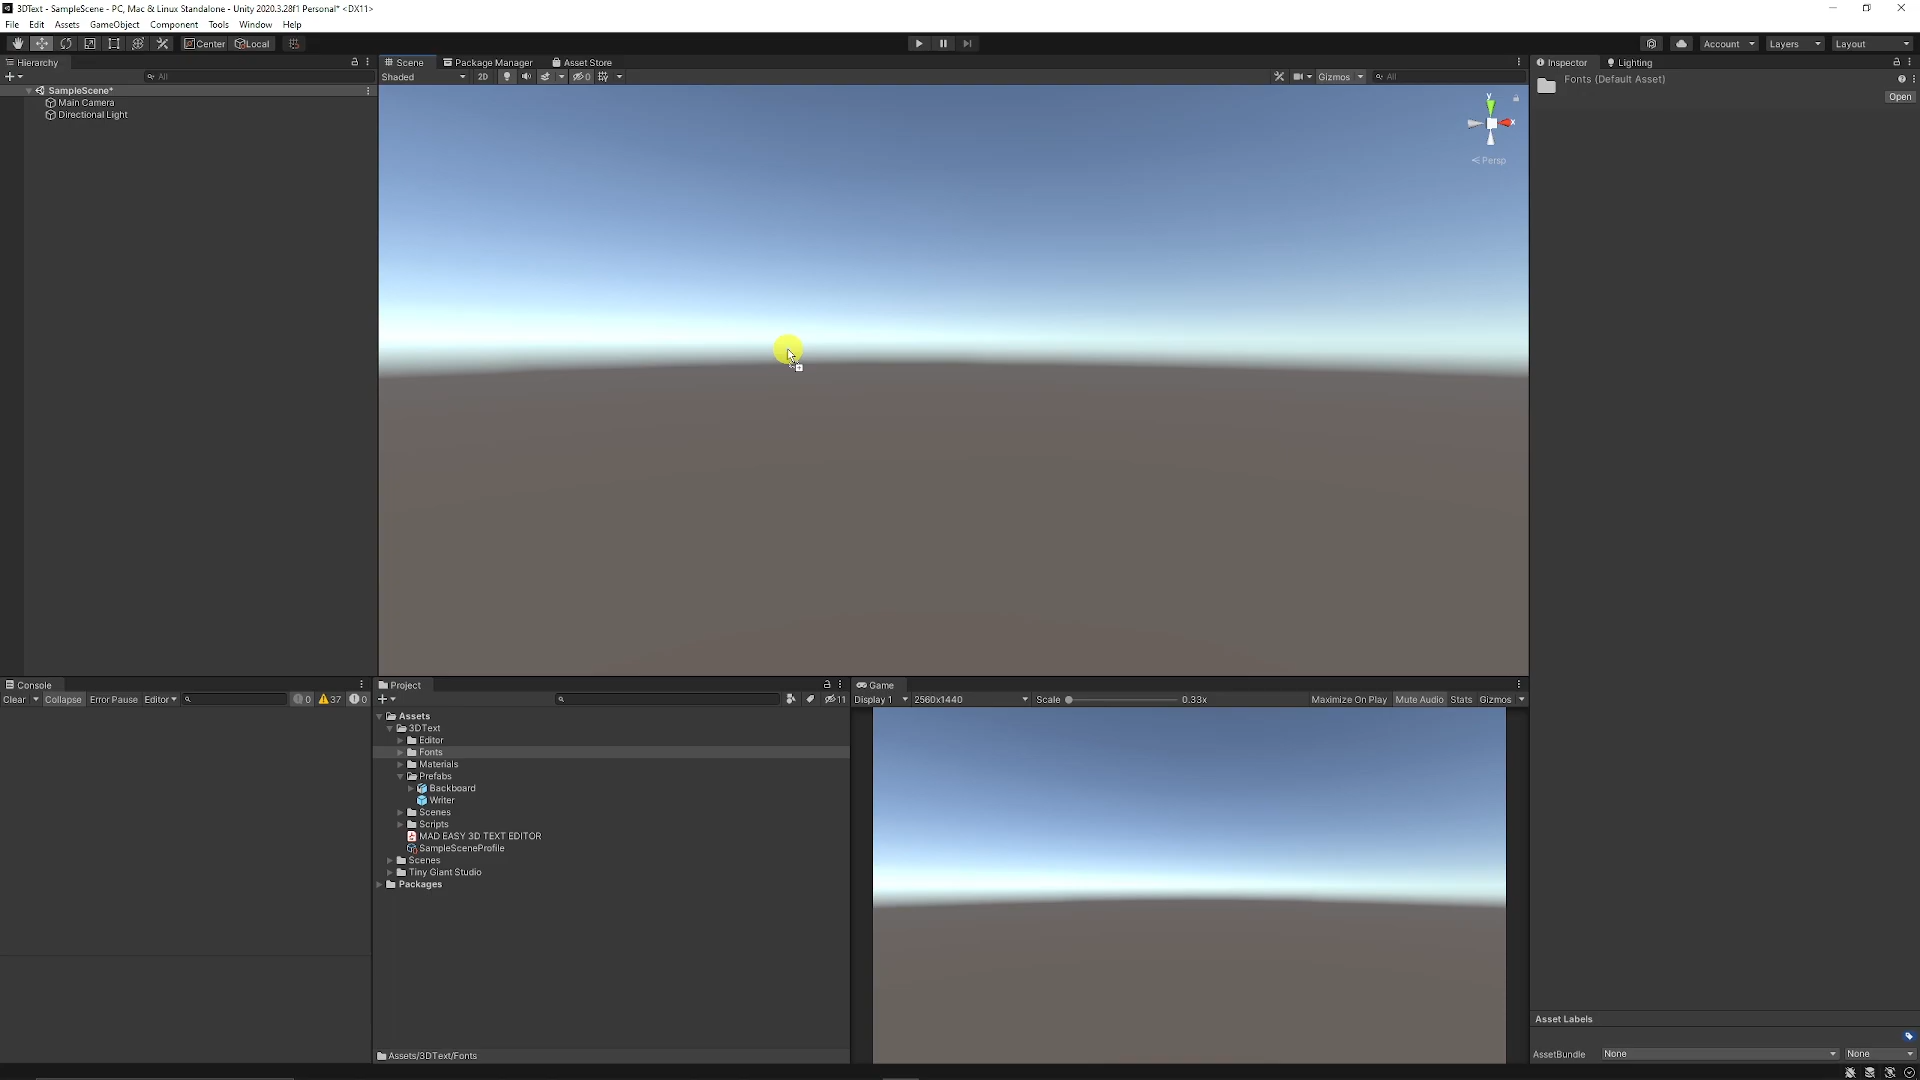 3DText - SampleScene - PC, Mac & Linux Standalone - Unity 2020.3.28f1 Personal* <DX11>
File Edit Assets GameObject Component Tools Window Help
Center Local
Account Layers Layout
Hierarchy
All
SampleScene*
Main Camera
Directional Light
Scene Package Manager Asset Store
Shaded 2D 0 Gizmos All
y
x
< Persp
Inspector Lighting
Fonts (Default Asset)
Open
Console
Clear Collapse Error Pause Editor 0 37 0
Project
11
Assets
3DText
Editor
Fonts
Materials
Prefabs
Backboard
Writer
Scenes
Scripts
MAD EASY 3D TEXT EDITOR
SampleSceneProfile
Scenes
Tiny Giant Studio
Packages
Assets/3DText/Fonts
Game
Display 1 2560x1440 Scale 0.33x Maximize On Play Mute Audio Stats Gizmos
Asset Labels
AssetBundle None None